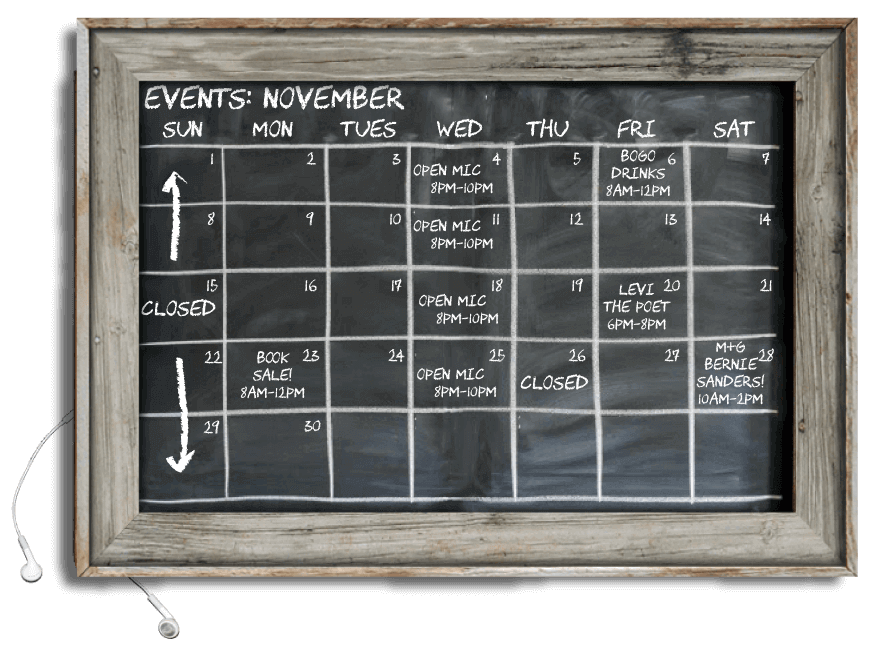 EVENTS: NOVEMBER
SUN MON TUES WED THU FRI SAT
1 2 3 4 5 6 7
OPEN MIC
8PM-10PM
BOGO
DRINKS
8AM-12PM
8 9 10 11 12 13 14
OPEN MIC
8PM-10PM
15 16 17 18 19 20 21
CLOSED
OPEN MIC
8PM-10PM
LEVI
THE POET
6PM-8PM
22 23 24 25 26 27 28
BOOK
SALE!
8AM-12PM
OPEN MIC
8PM-10PM
CLOSED
M+G
BERNIE
SANDERS!
10AM-2PM
29 30